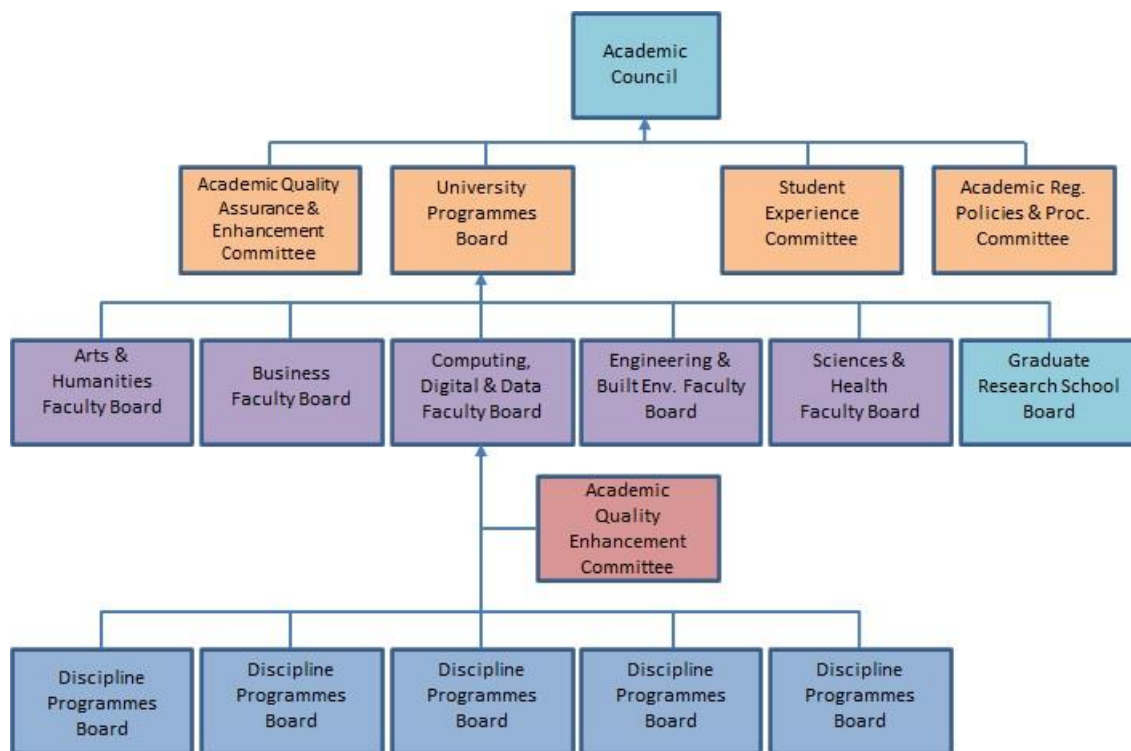 Academic
Council
Academic Quality
Assurance &
Enhancement
Committee
University
Programmes
Board
Student
Experience
Committee
Academic Reg.
Policies & Proc.
Committee
Arts &
Humanities
Faculty Board
Business
Faculty Board
Computing,
Digital & Data
Faculty Board
Engineering &
Built Env. Faculty
Board
Sciences &
Health
Faculty Board
Graduate
Research School
Board
Academic
Quality
Enhancement
Committee
Discipline
Programmes
Board
Discipline
Programmes
Board
Discipline
Programmes
Board
Discipline
Programmes
Board
Discipline
Programmes
Board